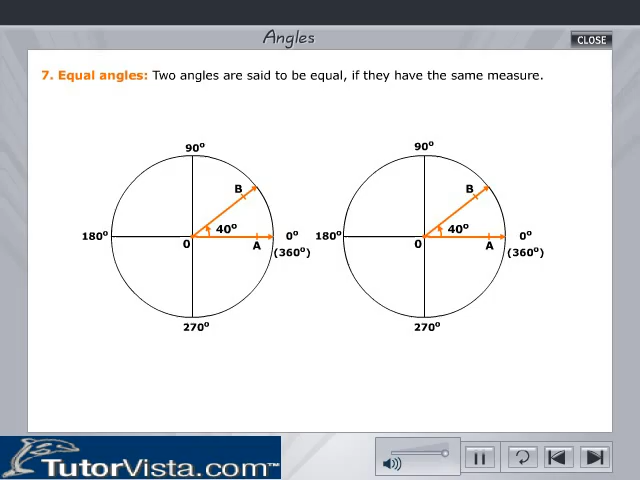 Angles
CLOSE
7. Equal angles: Two angles are said to be equal, if they have the same measure.
90° 90°
B B
40° 40°
180° 0 A 0° 180° 0 A 0°
(360°) (360°)
270° 270°
TutorVista.com™